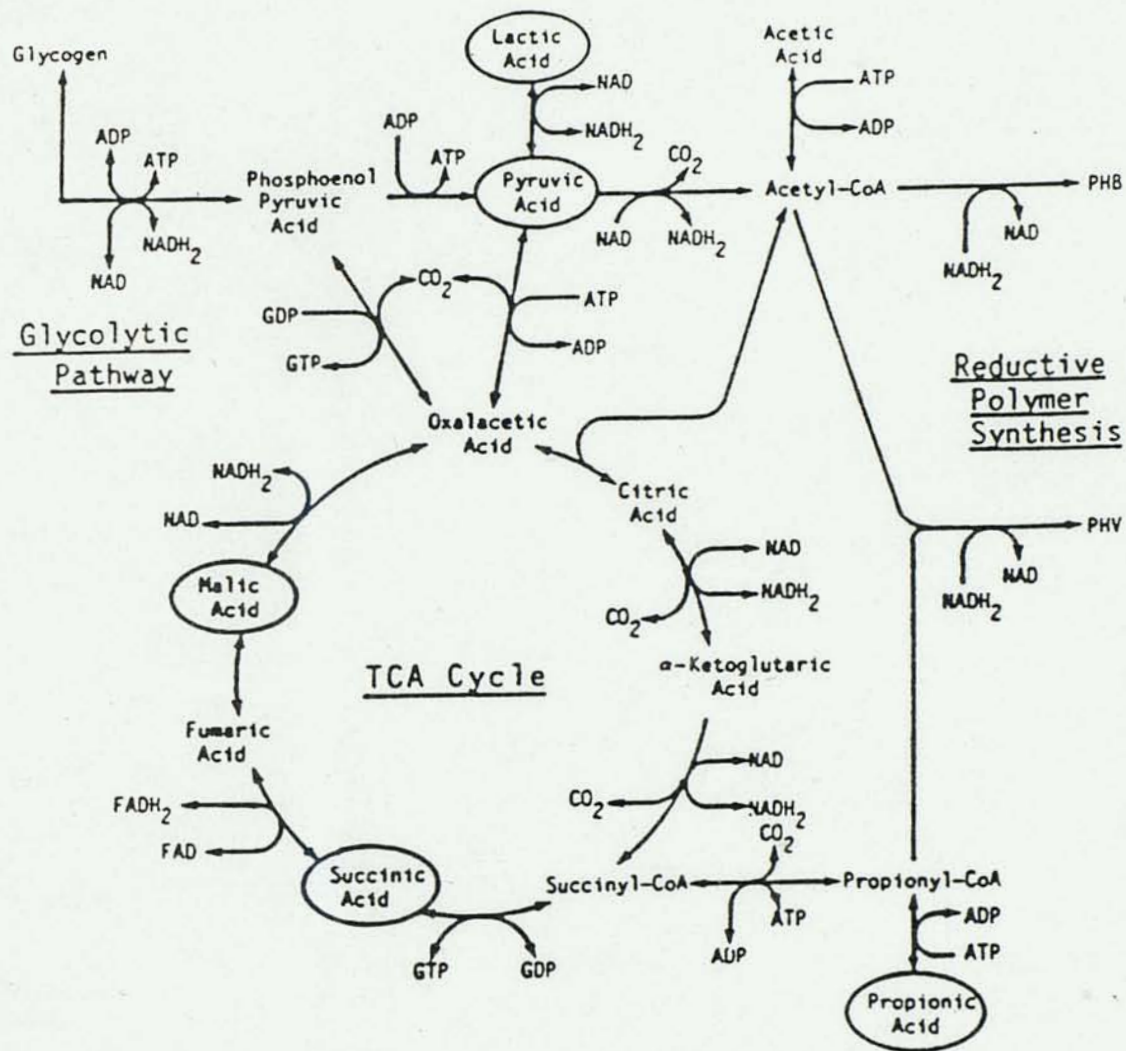 Lactic
Acid
Acetic
Acid
Glycogen
NAD
NADH2
ATP
ADP
ADP
ATP
ADP
ATP
CO2
Phosphoenol
Pyruvic
Acid
Pyruvic
Acid
Acetyl-CoA
PHB
NAD
NADH2
NAD
NADH2
NADH2
NAD
CO2
GDP
GTP
ATP
ADP
Glycolytic
Pathway
Reductive
Polymer
Synthesis
Oxalacetic
Acid
NADH2
NAD
Citric
Acid
NAD
NADH2
CO2
PHV
NADH2
NAD
Malic
Acid
TCA Cycle
α-Ketoglutaric
Acid
Fumaric
Acid
NAD
NADH2
CO2
FADH2
FAD
CO2
Succinic
Acid
Succinyl-CoA
Propionyl-CoA
ADP
ATP
GTP
GDP
ADP
ATP
Propionic
Acid